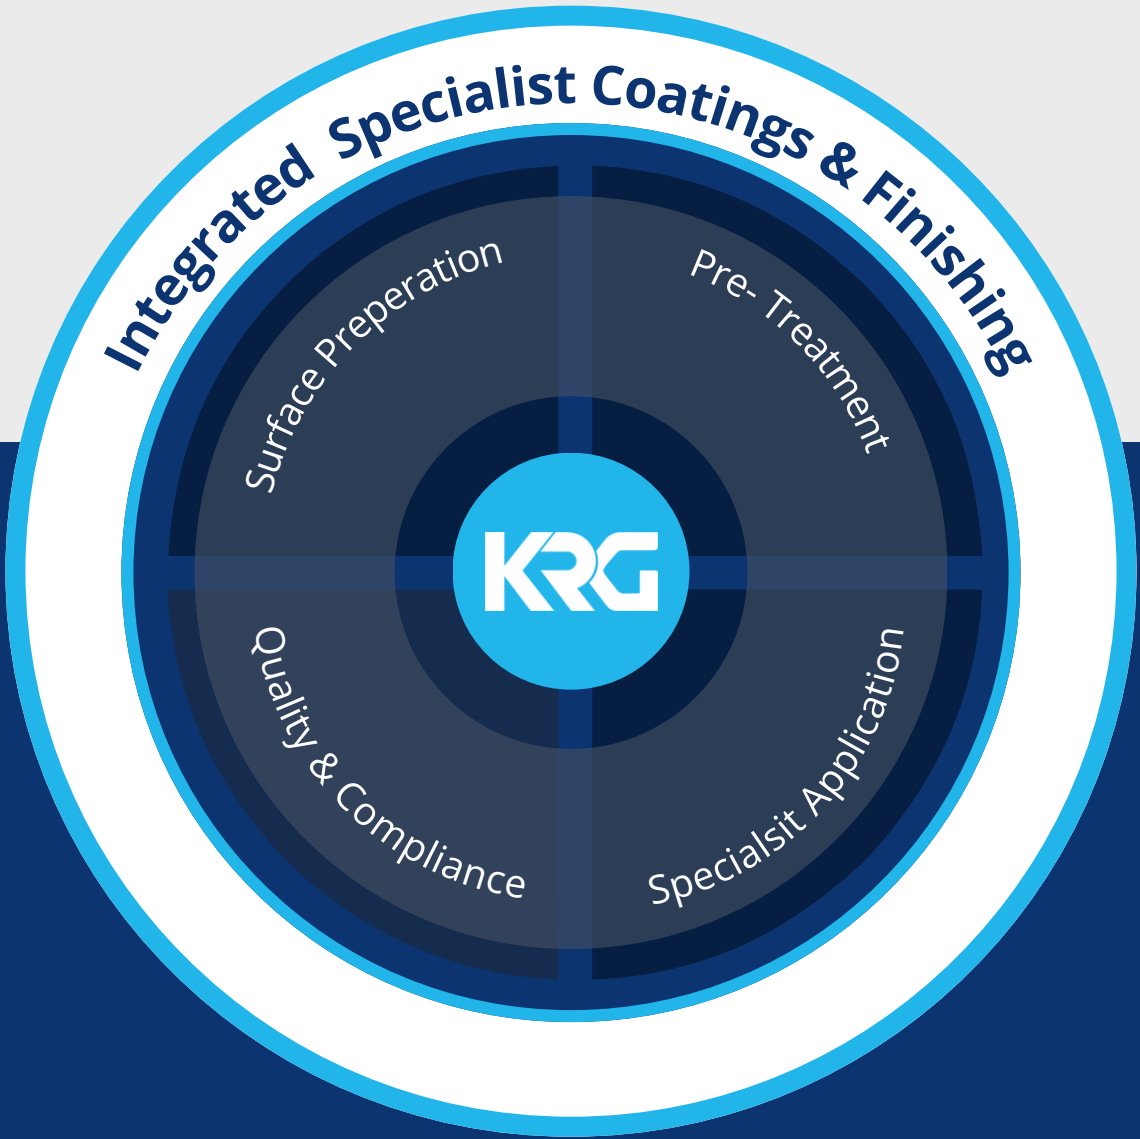 Integrated Specialist Coatings & Finishing
Surface Preperation
Pre- Treatment
KRG
Quality & Compliance
Specialsit Application